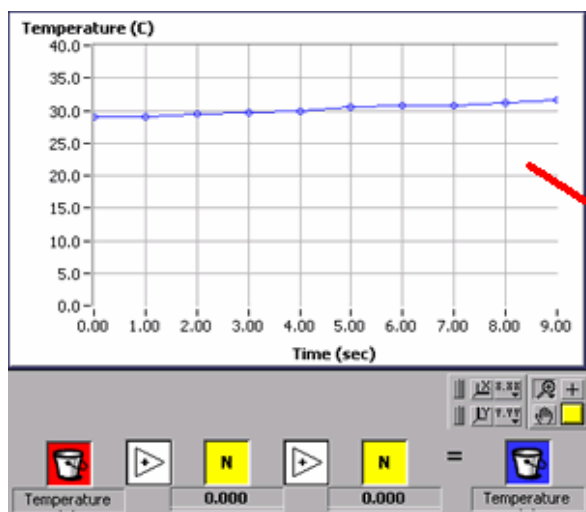 Temperature (C)
40.0
35.0
30.0
25.0
20.0
15.0
10.0
5.0
0.0
0.00 1.00 2.00 3.00 4.00 5.00 6.00 7.00 8.00 9.00
Time (sec)
X
Y
N N =
Temperature 0.000 0.000 Temperature